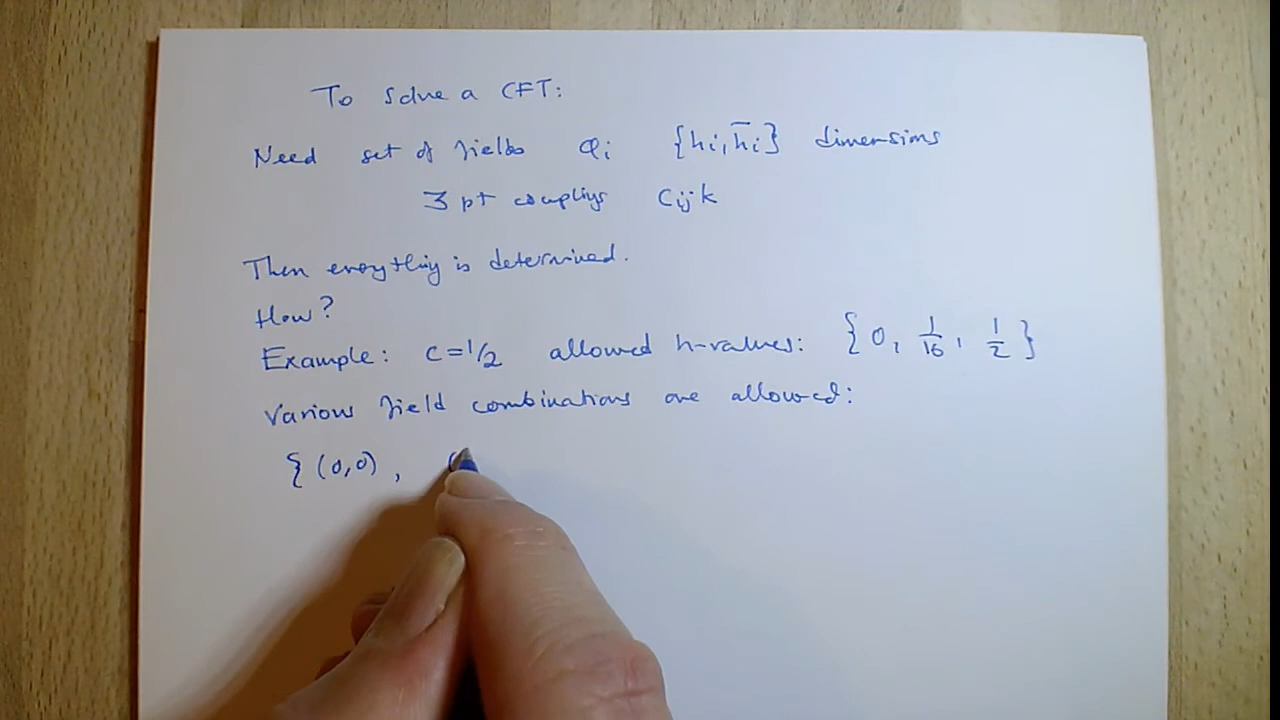 To solve a CFT:
Need set of fields φi {hi, h̄i} dimensions
3 pt couplings Cijk
Then everything is determined.
How?
Example: c=1/2 allowed h-values: {0, 1/16, 1/2}
Various field combinations are allowed:
{(0,0), (